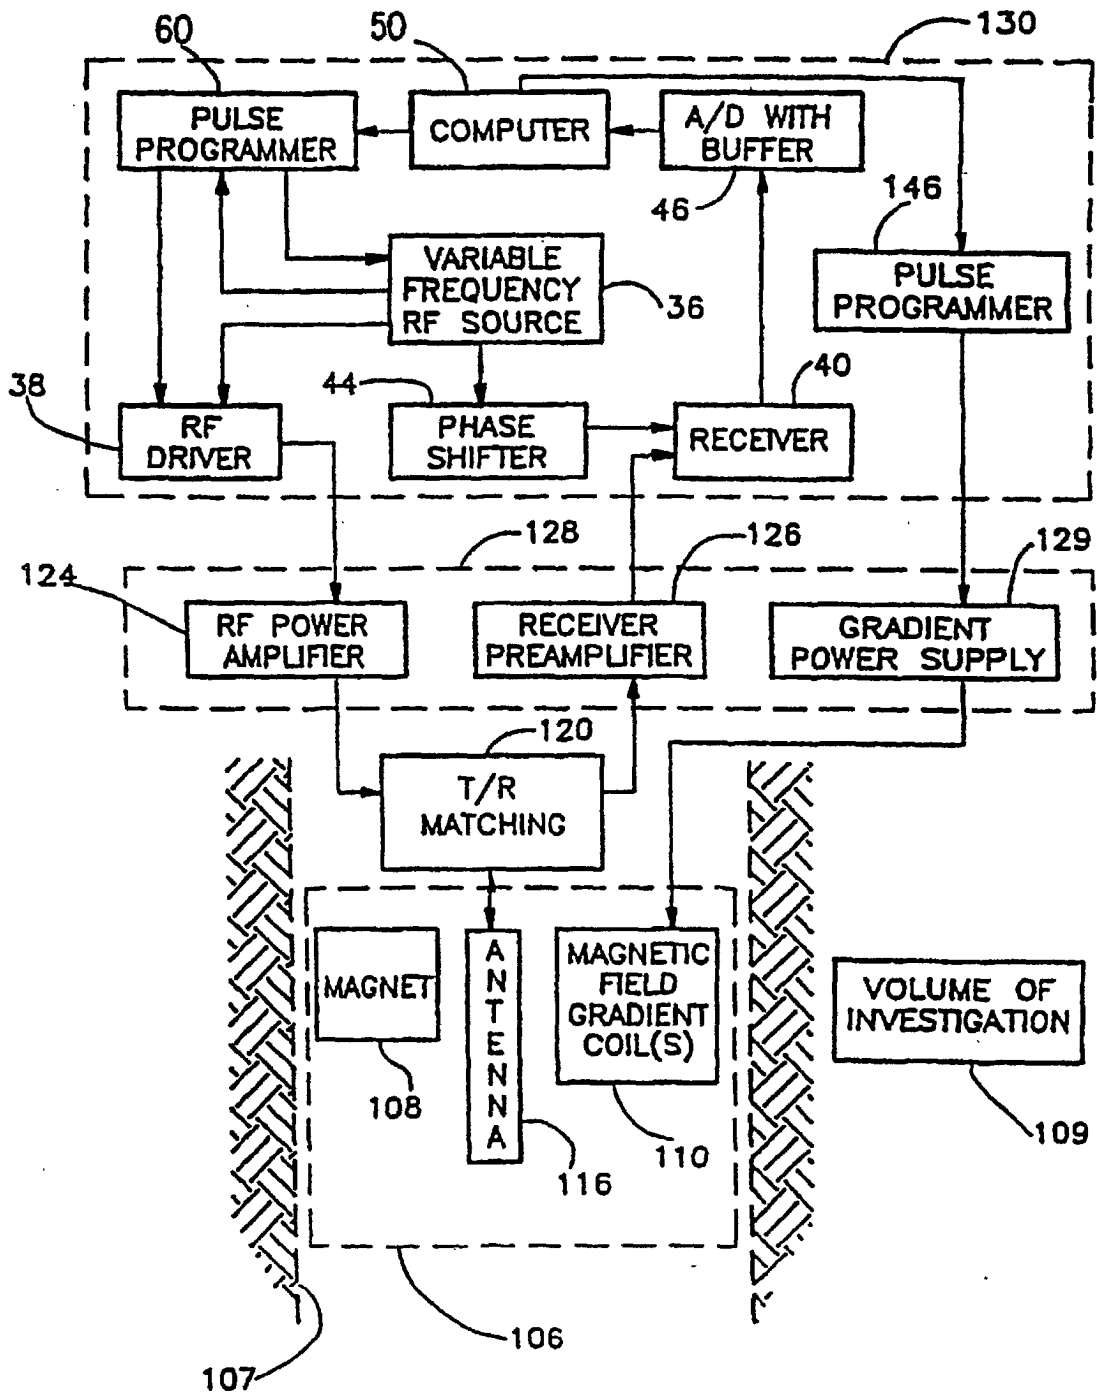 60
50
130
PULSE
PROGRAMMER
COMPUTER
A/D WITH
BUFFER
46
146
VARIABLE
FREQUENCY
RF SOURCE
36
PULSE
PROGRAMMER
38
44
40
RF
DRIVER
PHASE
SHIFTER
RECEIVER
128
126
129
124
RF POWER
AMPLIFIER
RECEIVER
PREAMPLIFIER
GRADIENT
POWER SUPPLY
120
T/R
MATCHING
MAGNET
ANTENNA
MAGNETIC
FIELD
GRADIENT
COIL(S)
VOLUME OF
INVESTIGATION
108
116
110
109
106
107